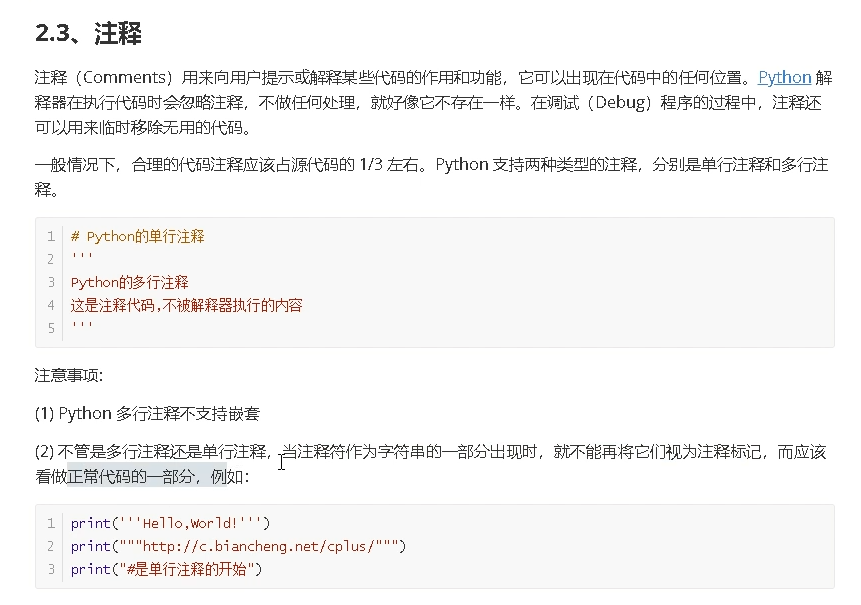 2.3、注释
注释（Comments）用来向用户提示或解释某些代码的作用和功能，它可以出现在代码中的任何位置。Python 解
释器在执行代码时会忽略注释，不做任何处理，就好像它不存在一样。在调试（Debug）程序的过程中，注释还
可以用来临时移除无用的代码。
一般情况下，合理的代码注释应该占源代码的 1/3 左右。Python 支持两种类型的注释，分别是单行注释和多行注
释。
1 # Python的单行注释
2 '''
3 Python的多行注释
4 这是注释代码,不被解释器执行的内容
5 '''
注意事项:
(1) Python 多行注释不支持嵌套
(2) 不管是多行注释还是单行注释，当注释符作为字符串的一部分出现时，就不能再将它们视为注释标记，而应该
看做正常代码的一部分，例如:
1 print('''Hello,World!''')
2 print("""http://c.biancheng.net/cplus/""")
3 print("#是单行注释的开始")